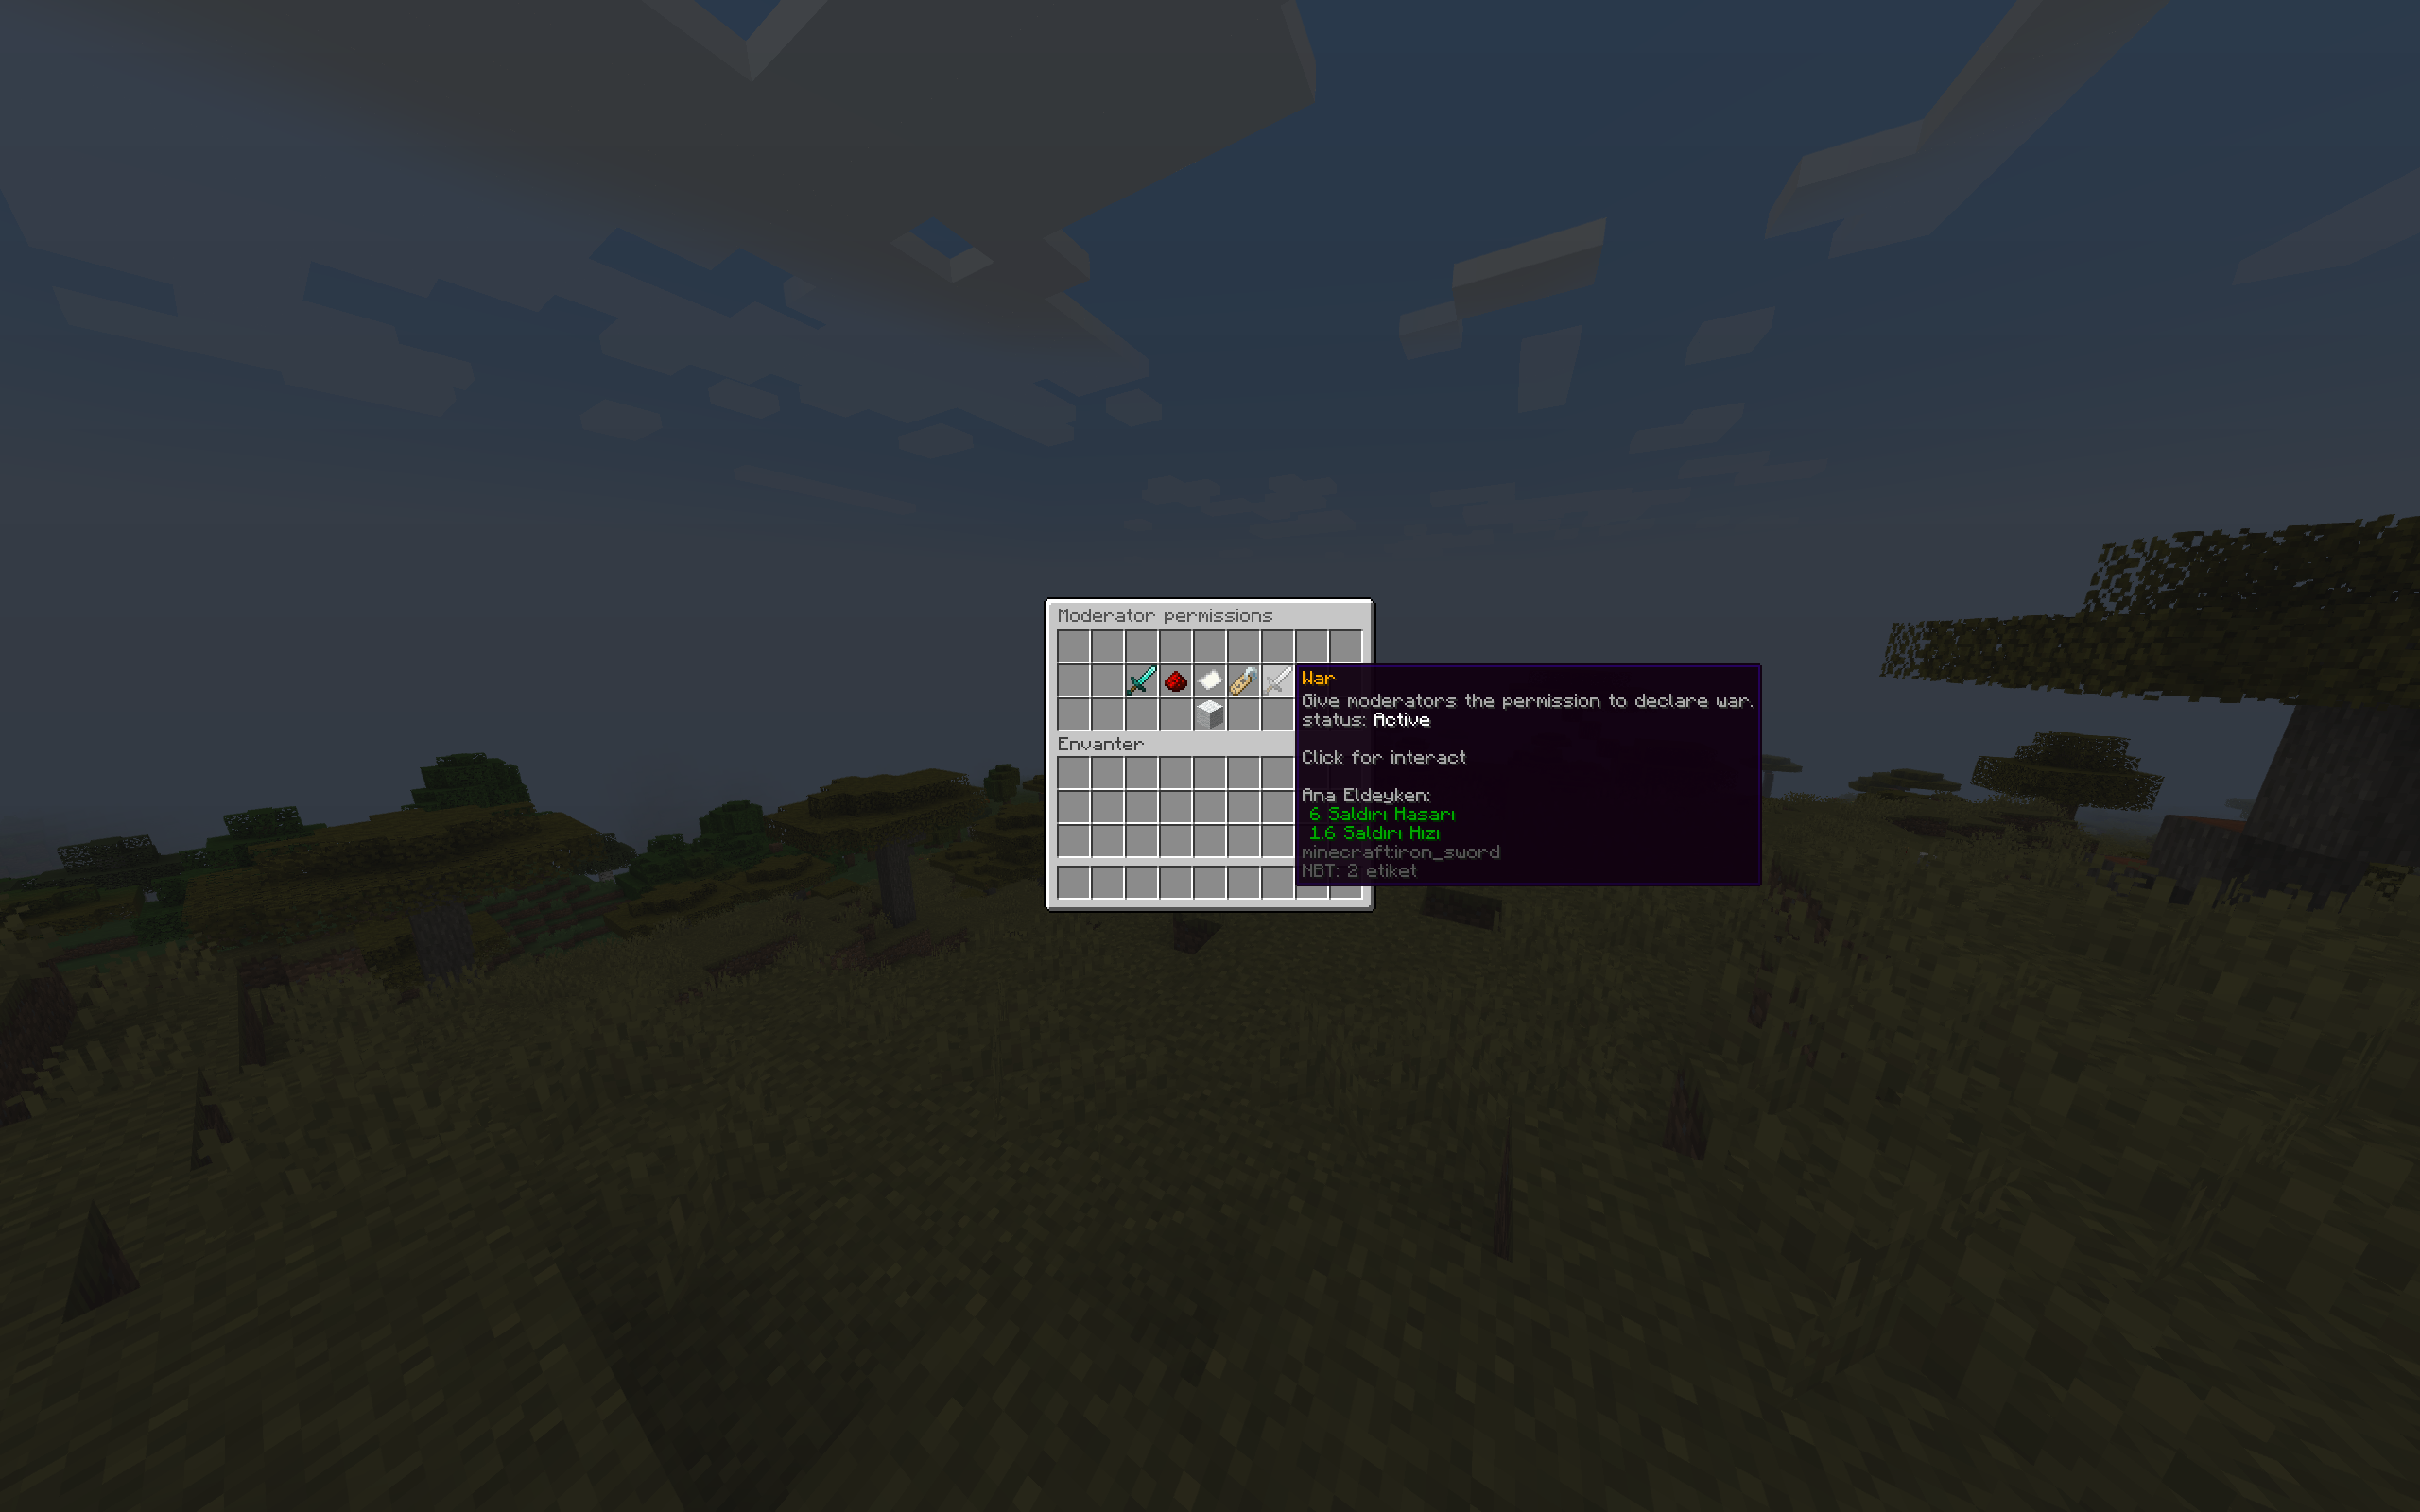 Moderator permissions
War
Give moderators the permission to declare war.
status: Active
Envanter
Click for interact
Ana Eldeyken:
6 Saldırı Hasarı
1.6 Saldırı Hızı
minecraft:iron_sword
NBT: 2 etiket